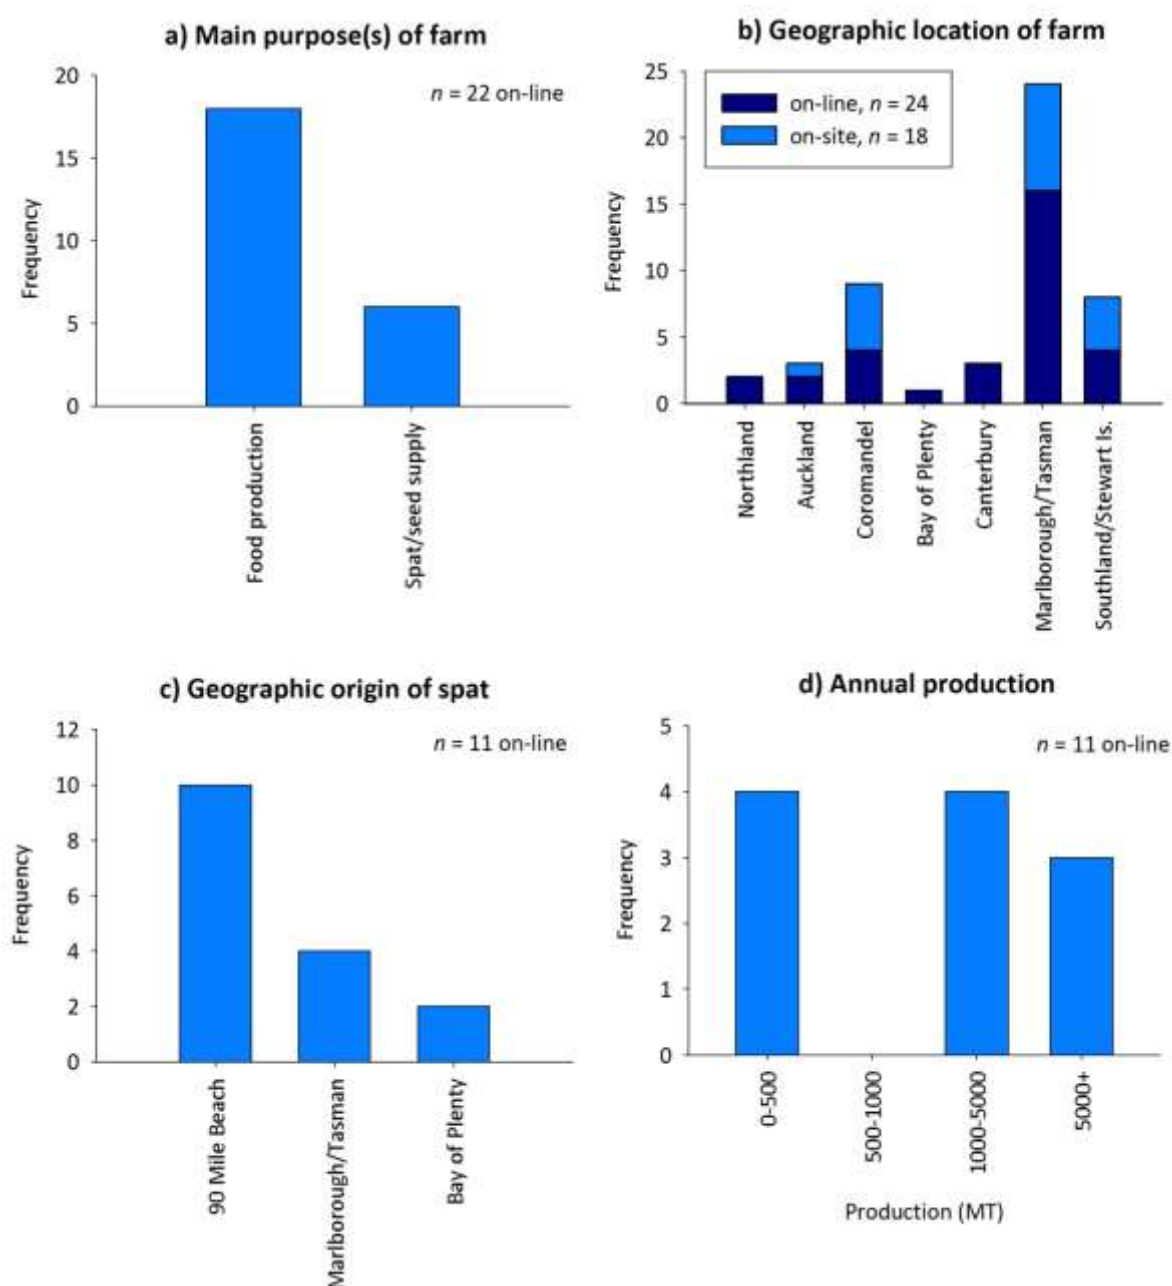 a) Main purpose(s) of farm
n = 22 on-line
20
15
10
5
0
Frequency
Food production
Spat/seed supply
b) Geographic location of farm
on-line, n = 24
on-site, n = 18
25
20
15
10
5
0
Frequency
Northland
Auckland
Coromandel
Bay of Plenty
Canterbury
Marlborough/Tasman
Southland/Stewart Is.
c) Geographic origin of spat
n = 11 on-line
12
10
8
6
4
2
0
Frequency
90 Mile Beach
Marlborough/Tasman
Bay of Plenty
d) Annual production
n = 11 on-line
5
4
3
2
1
0
Frequency
0-500
500-1000
1000-5000
5000+
Production (MT)